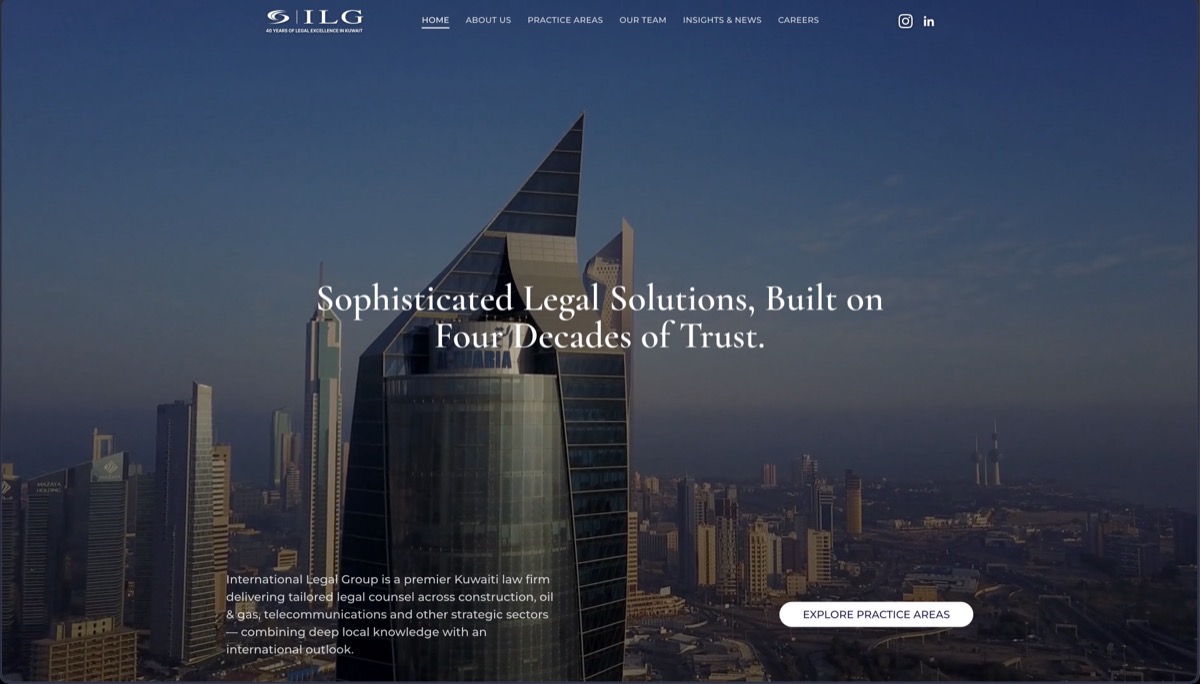 ILG
40 YEARS OF LEGAL EXCELLENCE IN KUWAIT
HOME ABOUT US PRACTICE AREAS OUR TEAM INSIGHTS & NEWS CAREERS
in
Sophisticated Legal Solutions, Built on
Four Decades of Trust.
MAZAYA
HOLDING
International Legal Group is a premier Kuwaiti law firm
delivering tailored legal counsel across construction, oil
& gas, telecommunications and other strategic sectors
— combining deep local knowledge with an
international outlook.
EXPLORE PRACTICE AREAS